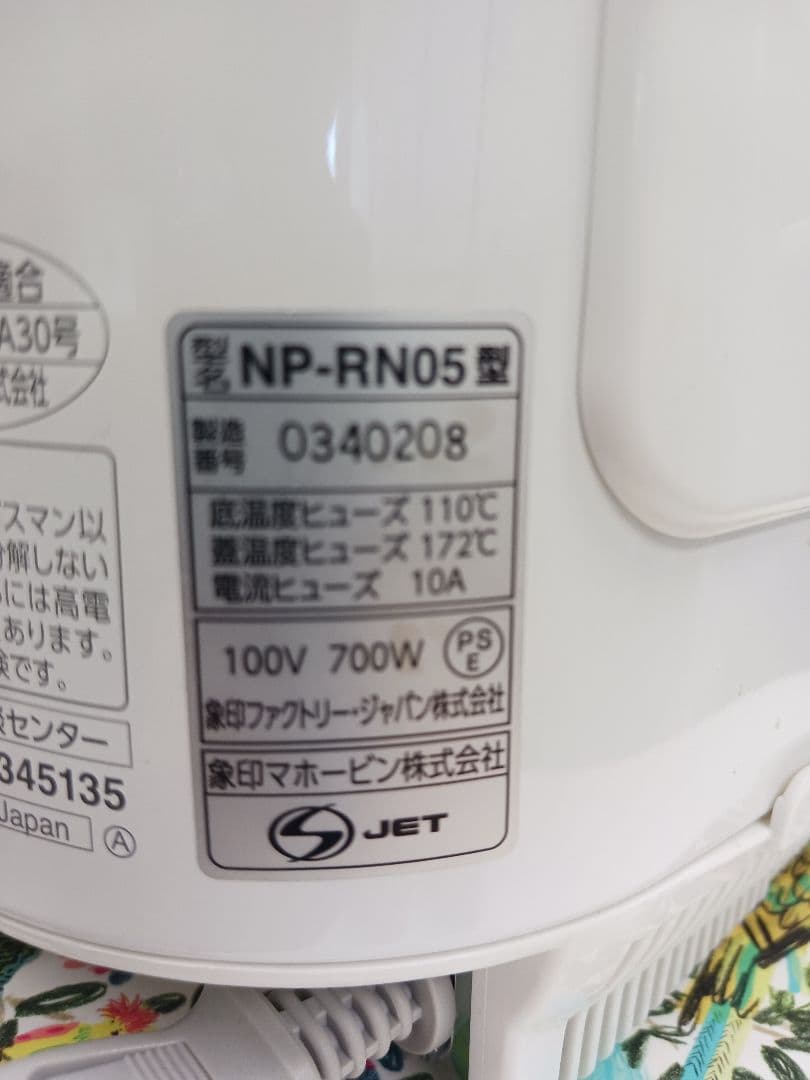 適合
A30号
式会社
スマン以
分解しない
には高電
あります。
険です。
センター
345135
Japan A
型名 NP-RN05型
製造番号 0340208
底温度ヒューズ 110℃
蓋温度ヒューズ 172℃
電流ヒューズ 10A
100V 700W PSE
象印ファクトリー・ジャパン株式会社
象印マホービン株式会社
JET